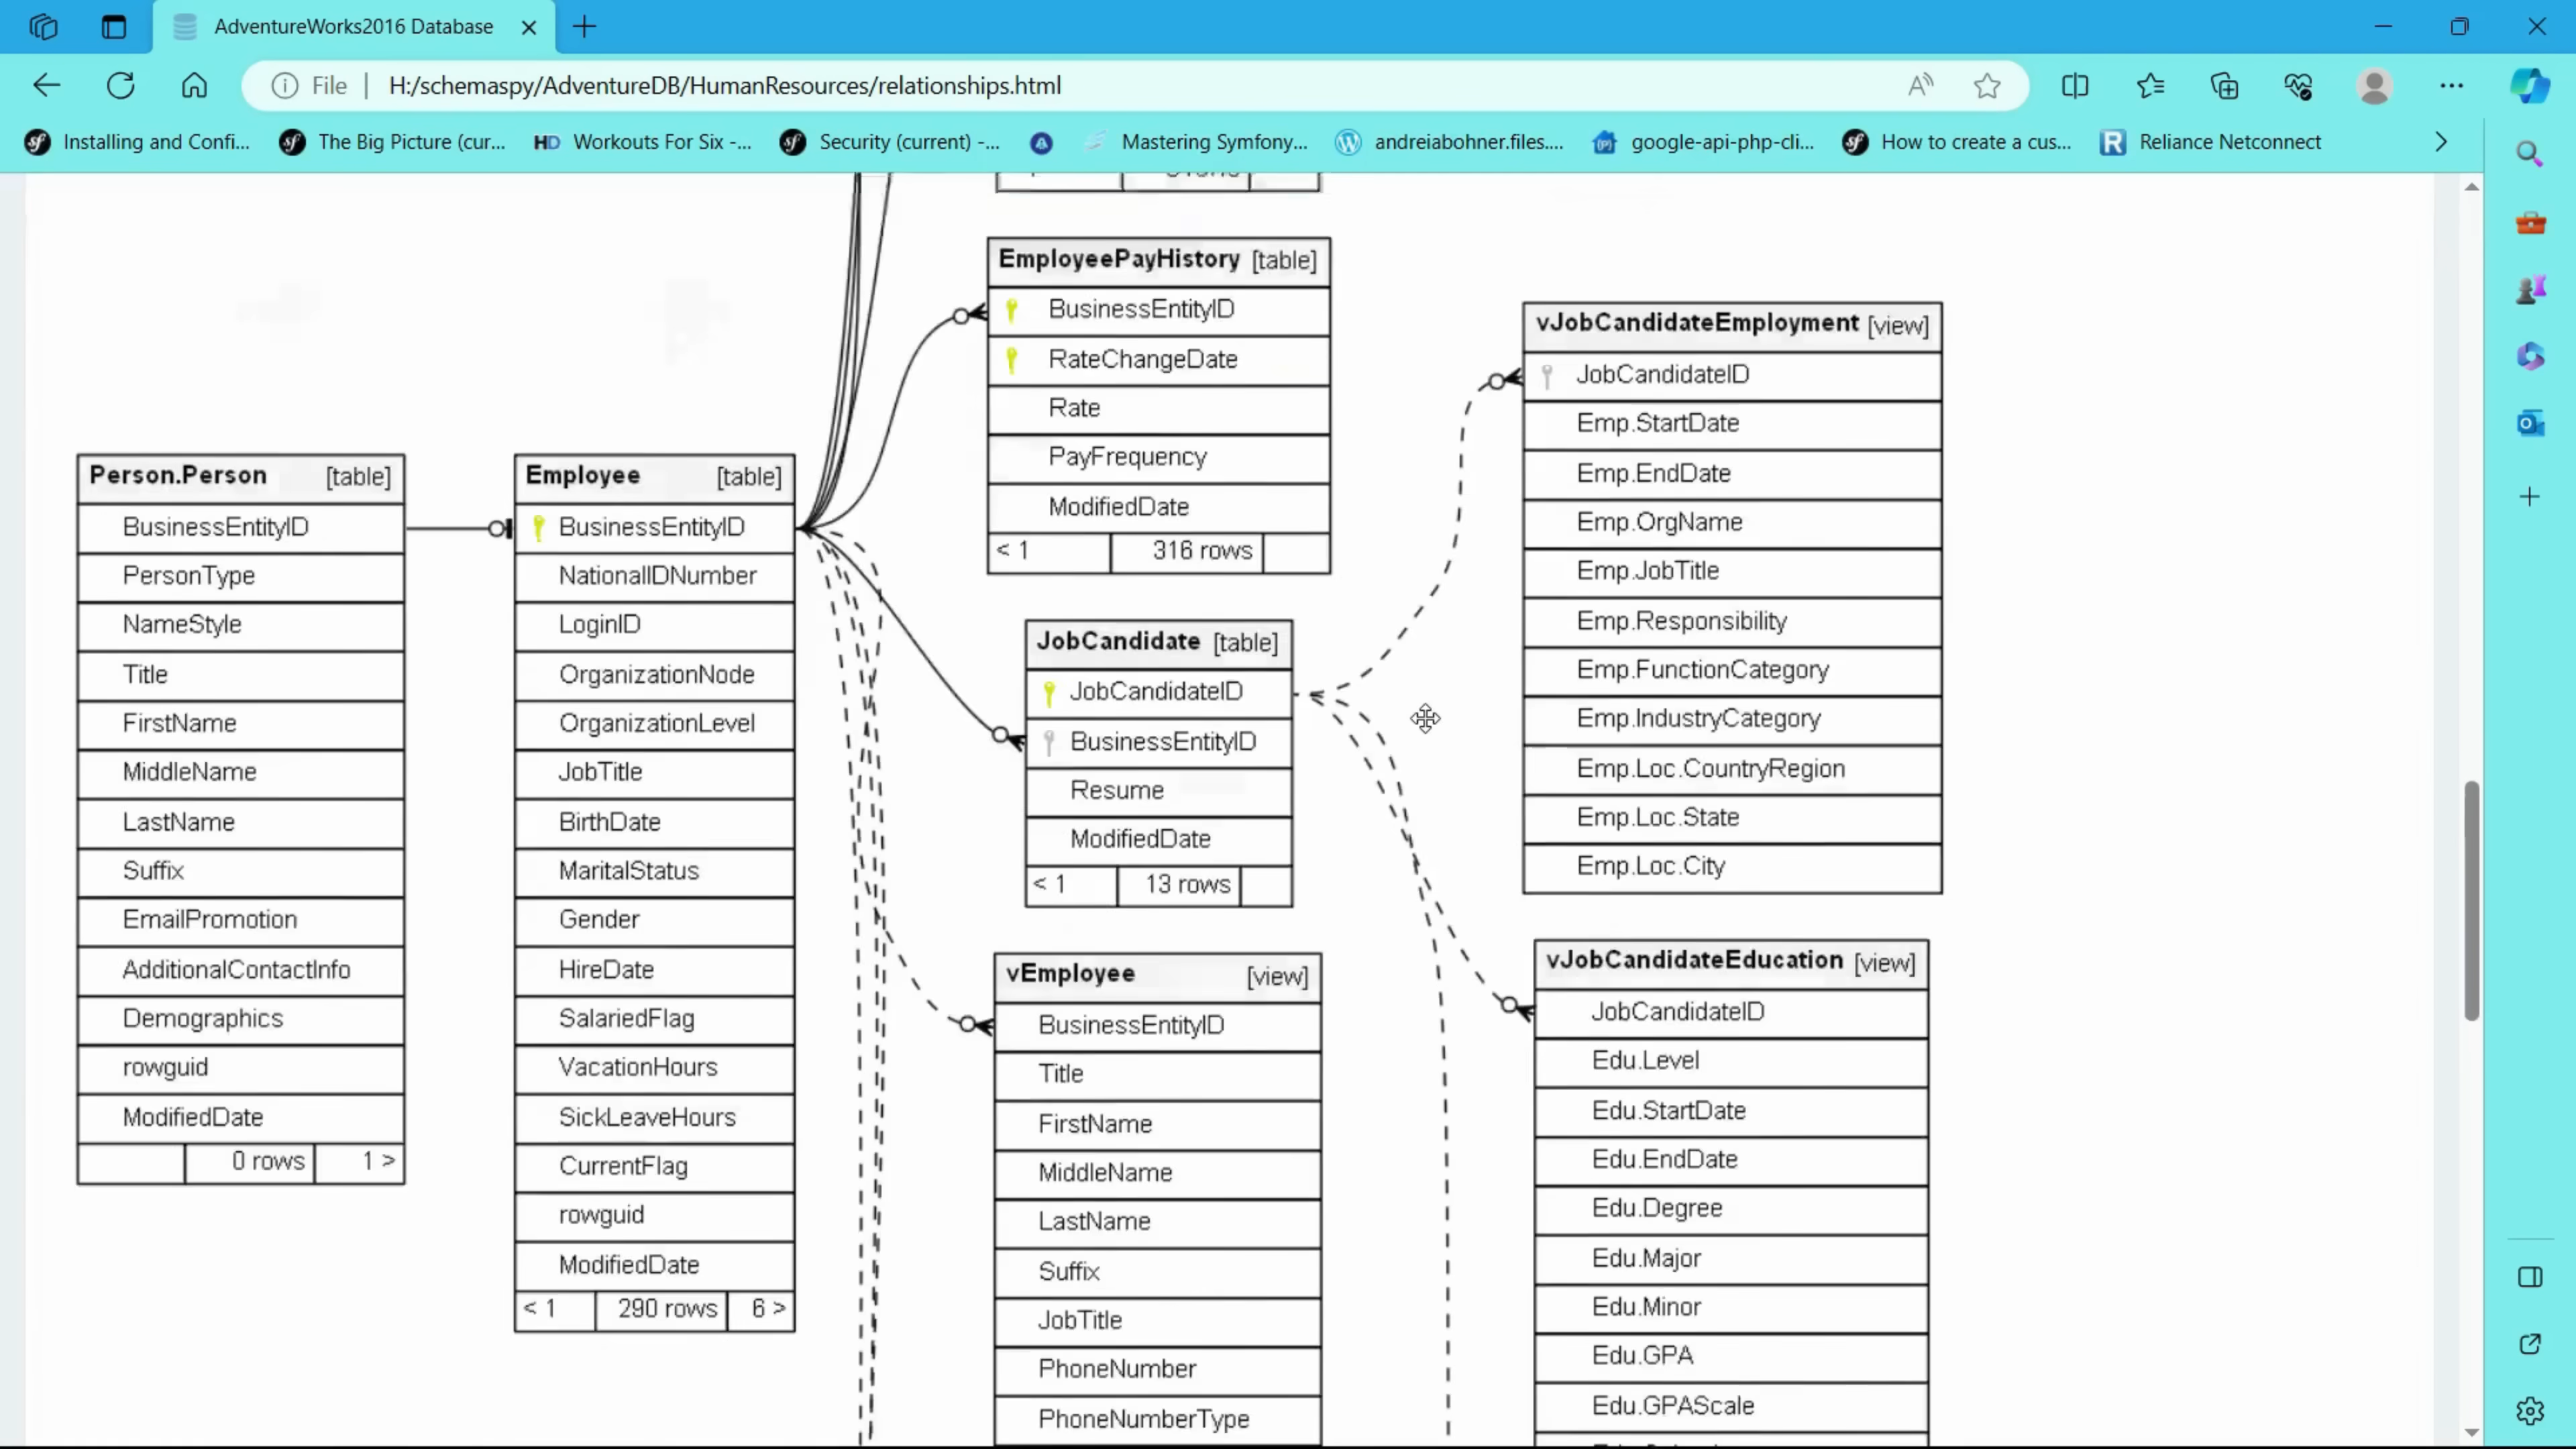 AdventureWorks2016 Database
File | H:/schemaspy/AdventureDB/HumanResources/relationships.html
Installing and Confi... The Big Picture (cur... HD Workouts For Six -... Security (current) -... Mastering Symfony... andreiabohner.files.... google-api-php-cli... How to create a cus... Reliance Netconnect
Person.Person [table]
BusinessEntityID
PersonType
NameStyle
Title
FirstName
MiddleName
LastName
Suffix
EmailPromotion
AdditionalContactInfo
Demographics
rowguid
ModifiedDate
0 rows 1 >
Employee [table]
BusinessEntityID
NationalIDNumber
LoginID
OrganizationNode
OrganizationLevel
JobTitle
BirthDate
MaritalStatus
Gender
HireDate
SalariedFlag
VacationHours
SickLeaveHours
CurrentFlag
rowguid
ModifiedDate
< 1 290 rows 6 >
EmployeePayHistory [table]
BusinessEntityID
RateChangeDate
Rate
PayFrequency
ModifiedDate
< 1 316 rows
JobCandidate [table]
JobCandidateID
BusinessEntityID
Resume
ModifiedDate
< 1 13 rows
vEmployee [view]
BusinessEntityID
Title
FirstName
MiddleName
LastName
Suffix
JobTitle
PhoneNumber
PhoneNumberType
vJobCandidateEmployment [view]
JobCandidateID
Emp.StartDate
Emp.EndDate
Emp.OrgName
Emp.JobTitle
Emp.Responsibility
Emp.FunctionCategory
Emp.IndustryCategory
Emp.Loc.CountryRegion
Emp.Loc.State
Emp.Loc.City
vJobCandidateEducation [view]
JobCandidateID
Edu.Level
Edu.StartDate
Edu.EndDate
Edu.Degree
Edu.Major
Edu.Minor
Edu.GPA
Edu.GPAScale